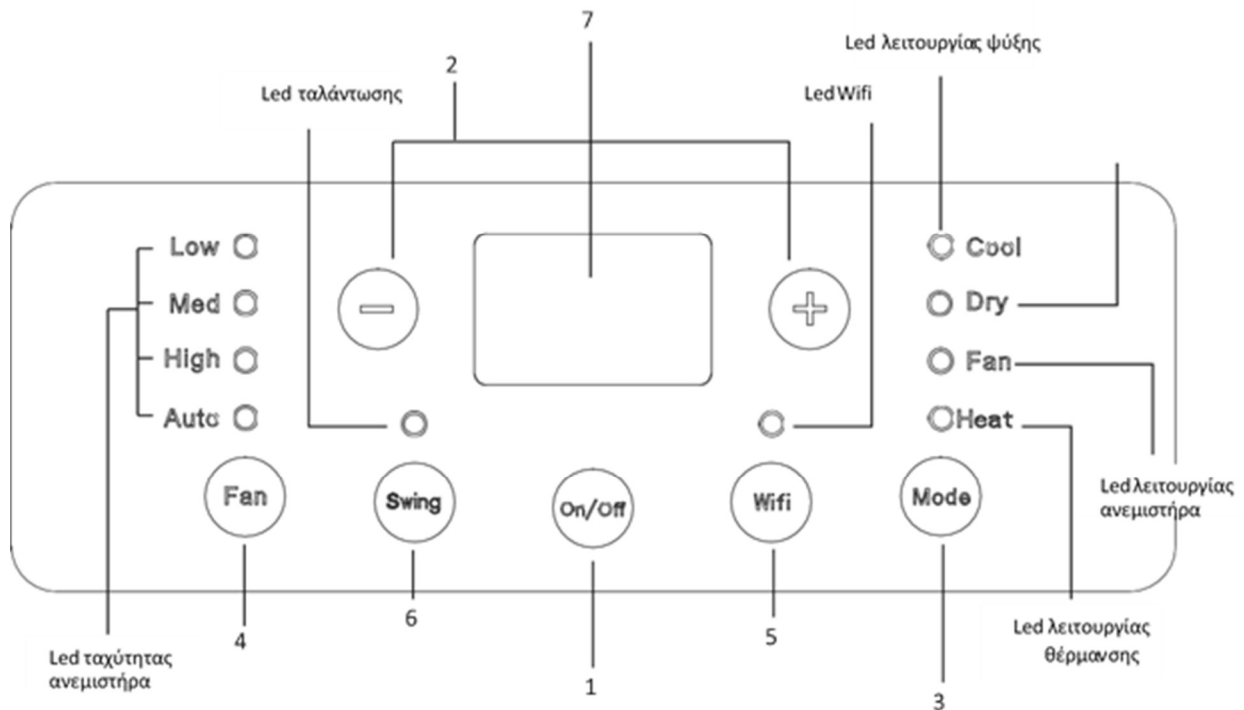 7
Led λειτουργίας ψύξης
2
Led ταλάντωσης
Led Wifi
Low
Cool
Med
Dry
High
Fan
Auto
Heat
Fan
Swing
On/Off
Wifi
Mode
Led λειτουργίας
ανεμιστήρα
6
4
5
Led λειτουργίας
θέρμανσης
Led ταχύτητας
ανεμιστήρα
1
3